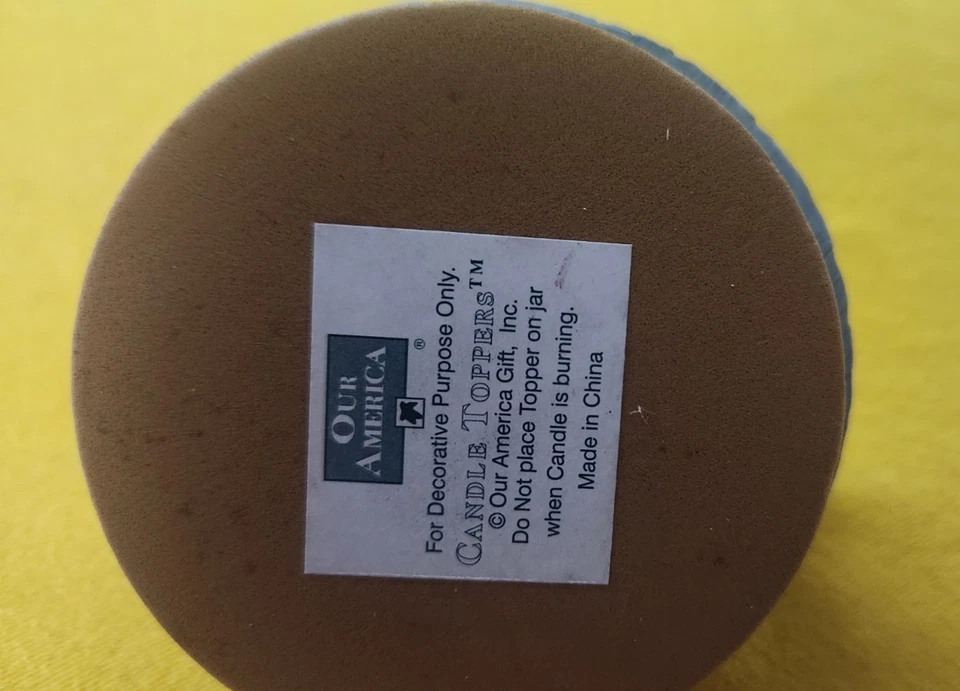 OUR
AMERICA
®
For Decorative Purpose Only.
CANDLE TOPPERS™
© Our America Gift, Inc.
Do Not place Topper on jar
when Candle is burning.
Made in China